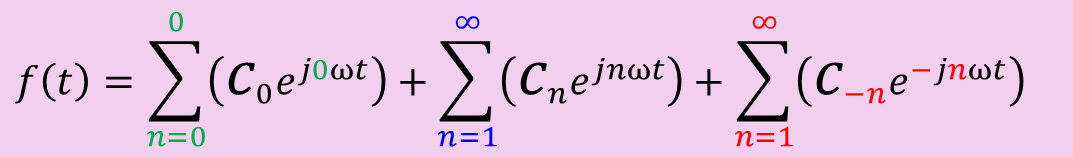 f(t) = ∑_{n=0}^{0} (C_0 e^{j0ωt}) + ∑_{n=1}^{∞} (C_n e^{jnωt}) + ∑_{n=1}^{∞} (C_{-n} e^{-jnωt})